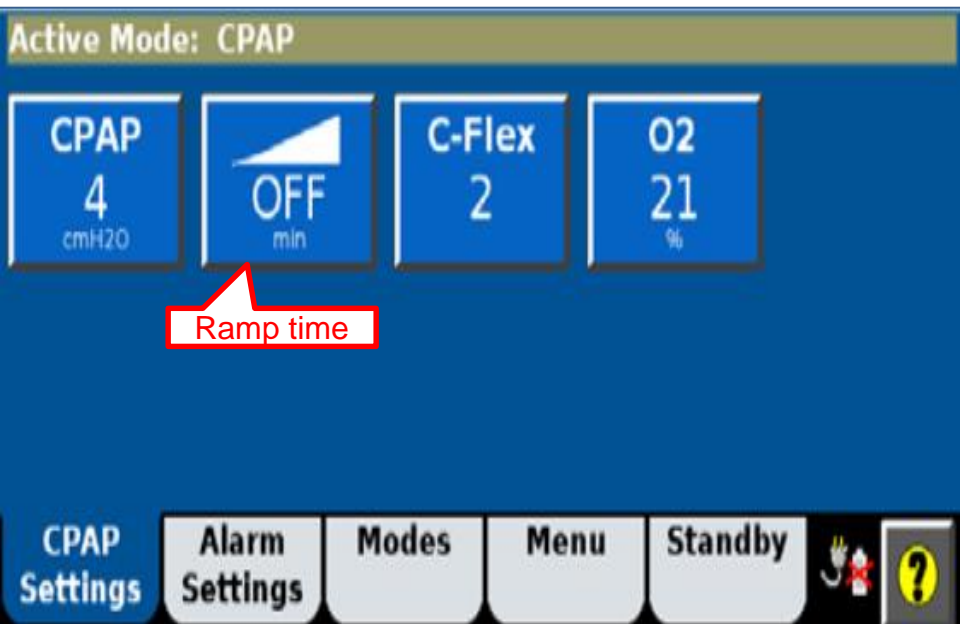 Active Mode: CPAP
CPAP
4
cmH2O
OFF
min
C-Flex
2
O2
21
%
Ramp time
CPAP
Settings
Alarm
Settings
Modes
Menu
Standby
?